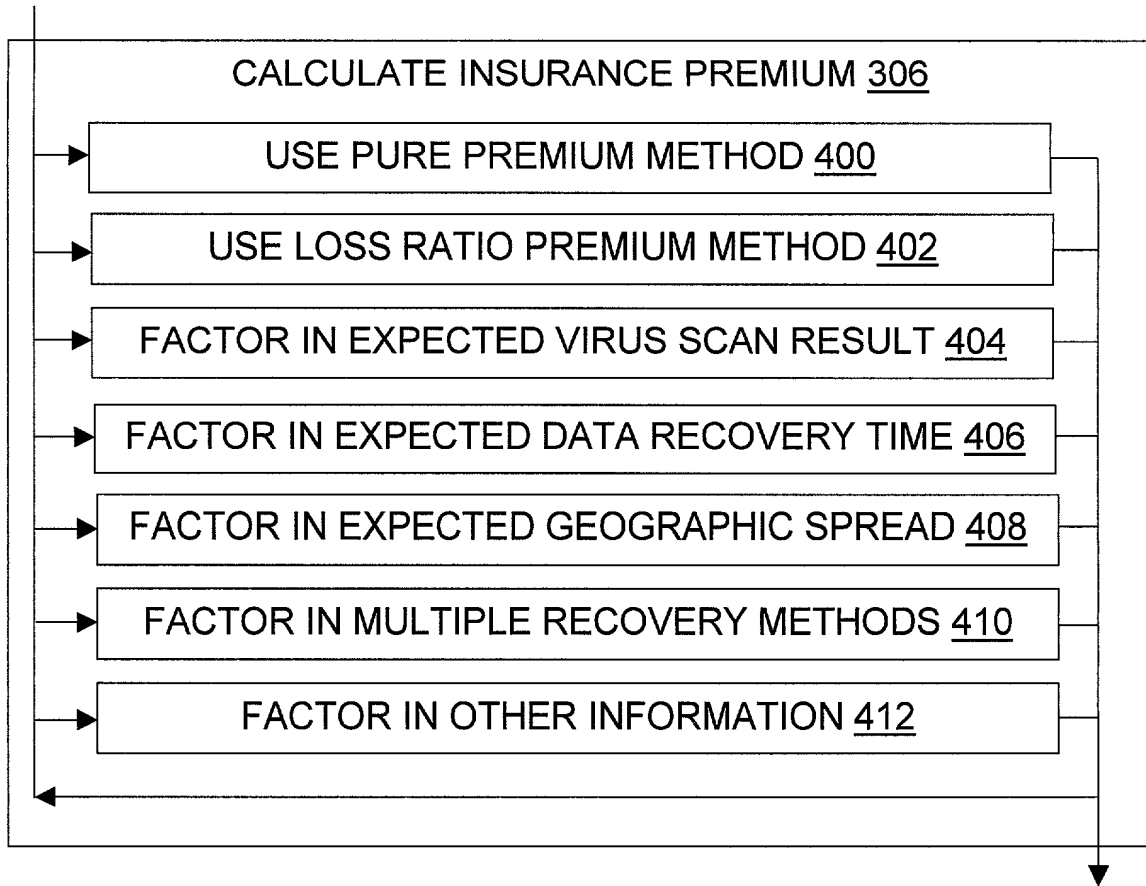 CALCULATE INSURANCE PREMIUM 306
USE PURE PREMIUM METHOD 400
USE LOSS RATIO PREMIUM METHOD 402
FACTOR IN EXPECTED VIRUS SCAN RESULT 404
FACTOR IN EXPECTED DATA RECOVERY TIME 406
FACTOR IN EXPECTED GEOGRAPHIC SPREAD 408
FACTOR IN MULTIPLE RECOVERY METHODS 410
FACTOR IN OTHER INFORMATION 412